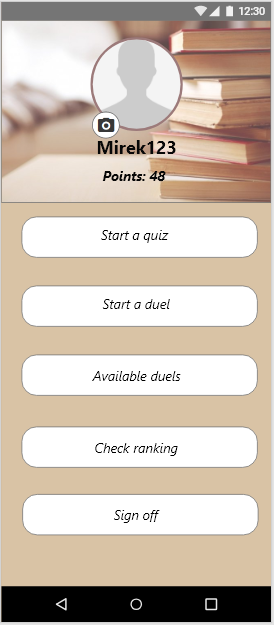 12:30
Mirek123
Points: 48
Start a quiz
Start a duel
Available duels
Check ranking
Sign off